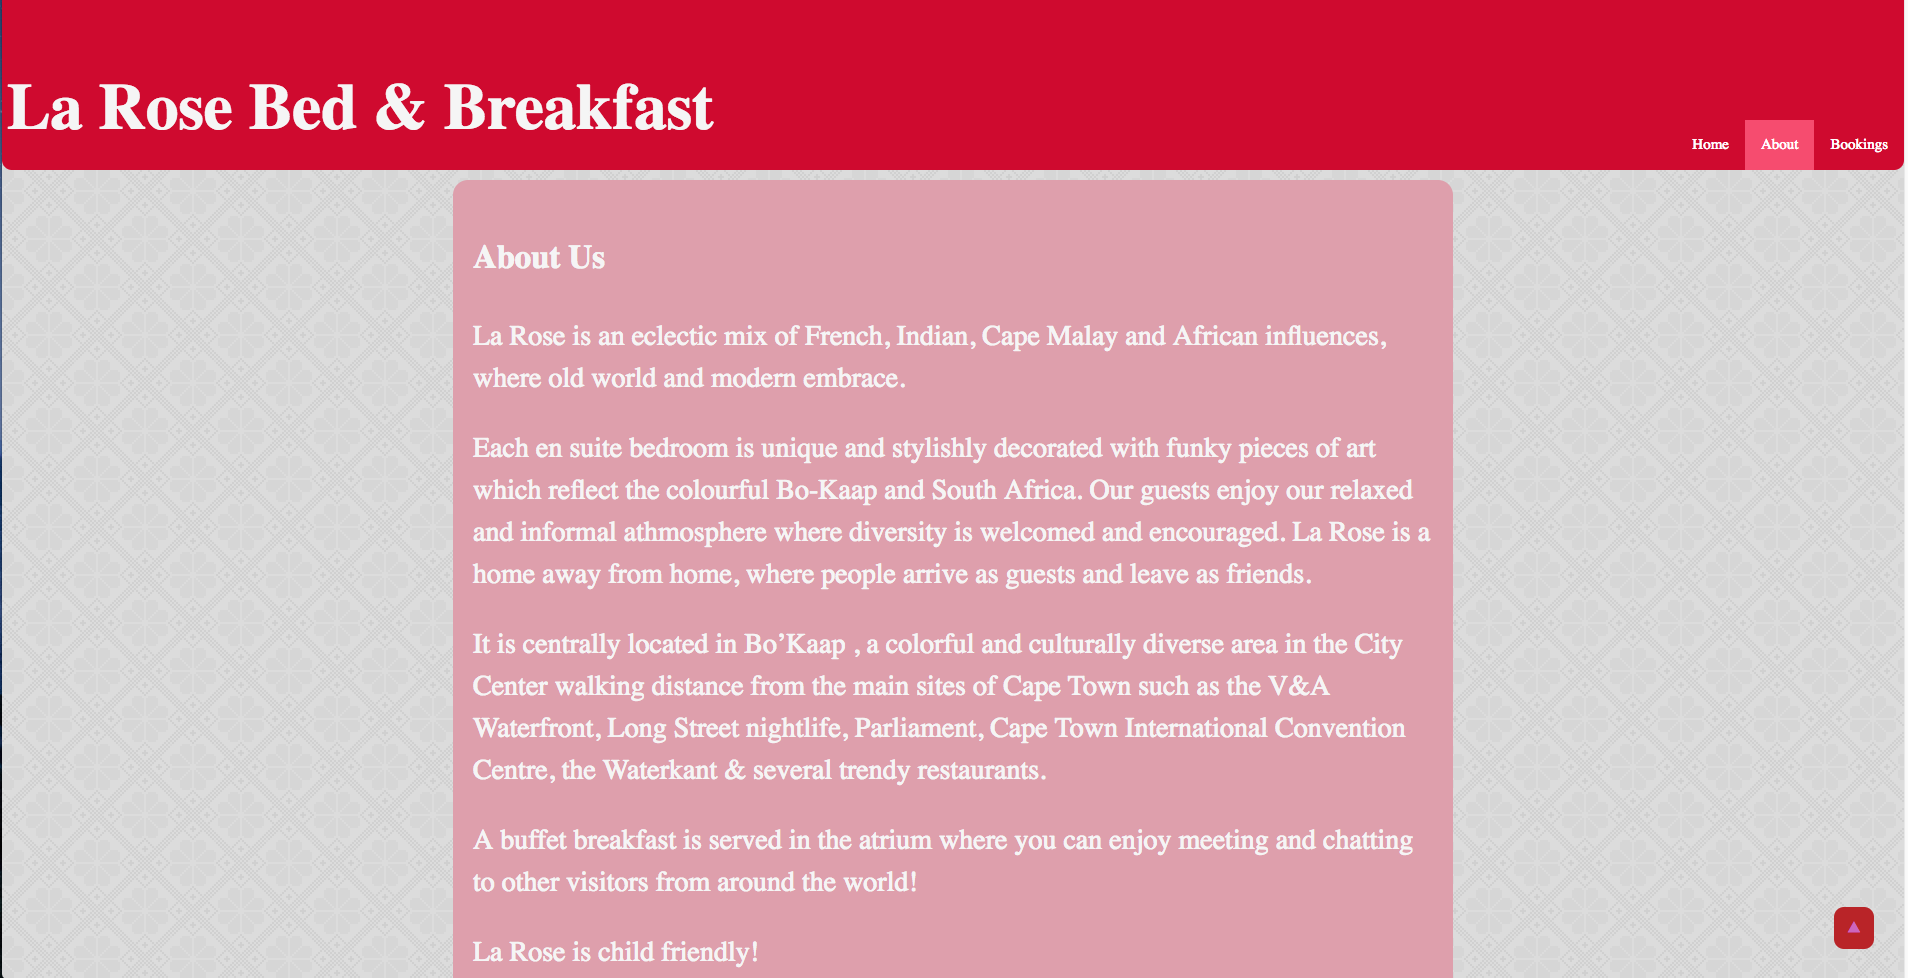 La Rose Bed & Breakfast
Home About Bookings
About Us
La Rose is an eclectic mix of French, Indian, Cape Malay and African influences,
where old world and modern embrace.
Each en suite bedroom is unique and stylishly decorated with funky pieces of art
which reflect the colourful Bo-Kaap and South Africa. Our guests enjoy our relaxed
and informal athmosphere where diversity is welcomed and encouraged. La Rose is a
home away from home, where people arrive as guests and leave as friends.
It is centrally located in Bo’Kaap , a colorful and culturally diverse area in the City
Center walking distance from the main sites of Cape Town such as the V&A
Waterfront, Long Street nightlife, Parliament, Cape Town International Convention
Centre, the Waterkant & several trendy restaurants.
A buffet breakfast is served in the atrium where you can enjoy meeting and chatting
to other visitors from around the world!
La Rose is child friendly!